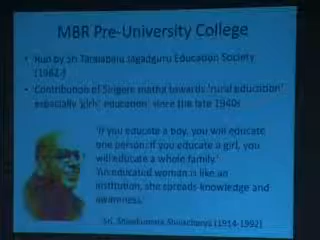 MBR Pre-University College
• Run by Sri Taralabalu Jagadguru Education Society
(1962-)
• Contribution of Sirigere matha towards 'rural education'
especially 'girls' education' since the late 1940s
'If you educate a boy, you will educate
one person. If you educate a girl, you
will educate a whole family.'
'An educated woman is like an
institution, she spreads knowledge and
awareness.'
Sri. Shivakumara Shivacharya (1914-1992)